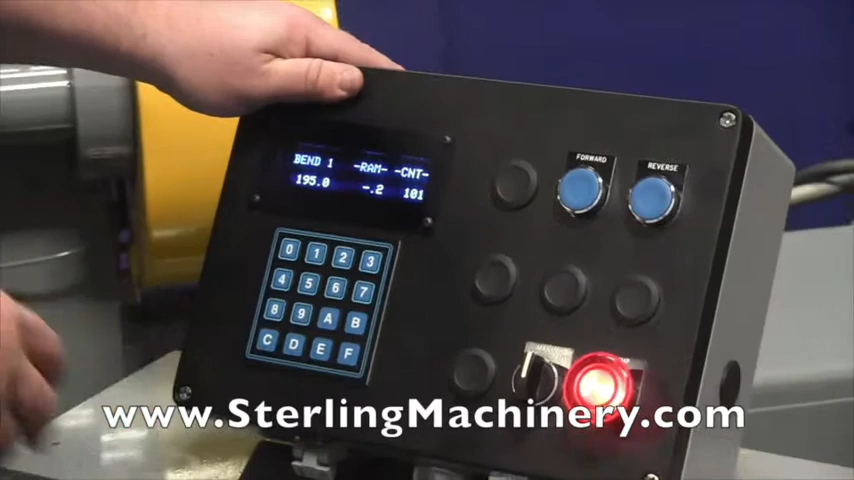 FORWARD
REVERSE
BEND 1 -RAM- -CNT-
195.0 -.2 101
0 1 2 3
4 5 6 7
8 9 A B
C D E F
www.SterlingMachinery.com